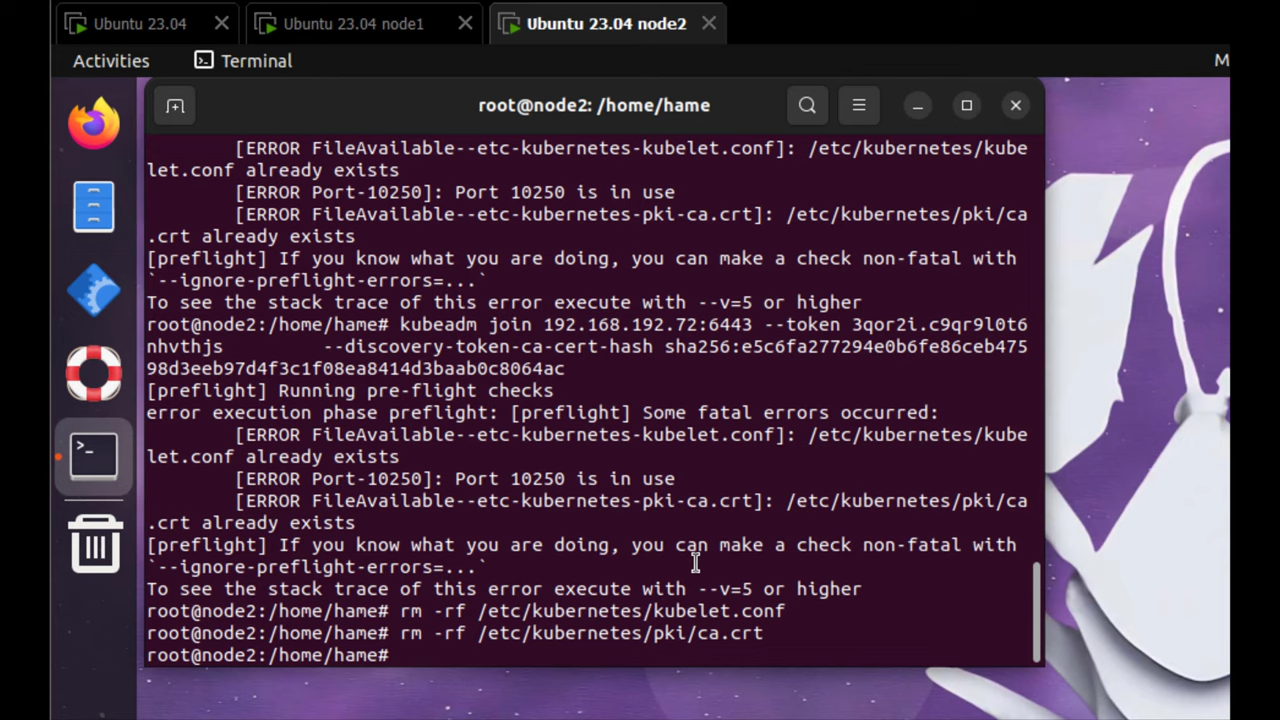 Ubuntu 23.04
Ubuntu 23.04 node1
Ubuntu 23.04 node2
Activities
Terminal
M
root@node2: /home/hame
[ERROR FileAvailable--etc-kubernetes-kubelet.conf]: /etc/kubernetes/kube
let.conf already exists
[ERROR Port-10250]: Port 10250 is in use
[ERROR FileAvailable--etc-kubernetes-pki-ca.crt]: /etc/kubernetes/pki/ca
.crt already exists
[preflight] If you know what you are doing, you can make a check non-fatal with
`--ignore-preflight-errors=...`
To see the stack trace of this error execute with --v=5 or higher
root@node2:/home/hame# kubeadm join 192.168.192.72:6443 --token 3qor2i.c9qr9l0t6
nhvthjs --discovery-token-ca-cert-hash sha256:e5c6fa277294e0b6fe86ceb475
98d3eeb97d4f3c1f08ea8414d3baab0c8064ac
[preflight] Running pre-flight checks
error execution phase preflight: [preflight] Some fatal errors occurred:
[ERROR FileAvailable--etc-kubernetes-kubelet.conf]: /etc/kubernetes/kube
let.conf already exists
[ERROR Port-10250]: Port 10250 is in use
[ERROR FileAvailable--etc-kubernetes-pki-ca.crt]: /etc/kubernetes/pki/ca
.crt already exists
[preflight] If you know what you are doing, you can make a check non-fatal with
`--ignore-preflight-errors=...`
To see the stack trace of this error execute with --v=5 or higher
root@node2:/home/hame# rm -rf /etc/kubernetes/kubelet.conf
root@node2:/home/hame# rm -rf /etc/kubernetes/pki/ca.crt
root@node2:/home/hame#